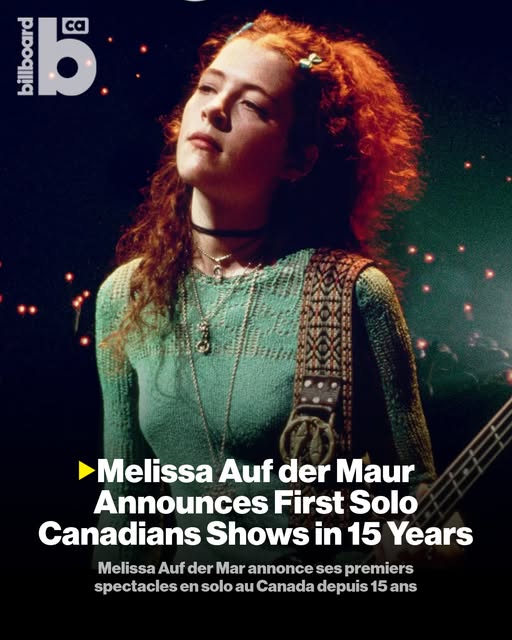 billboard
b
ca
Melissa Auf der Maur
Announces First Solo
Canadians Shows in 15 Years
Melissa Auf der Mar annonce ses premiers
spectacles en solo au Canada depuis 15 ans